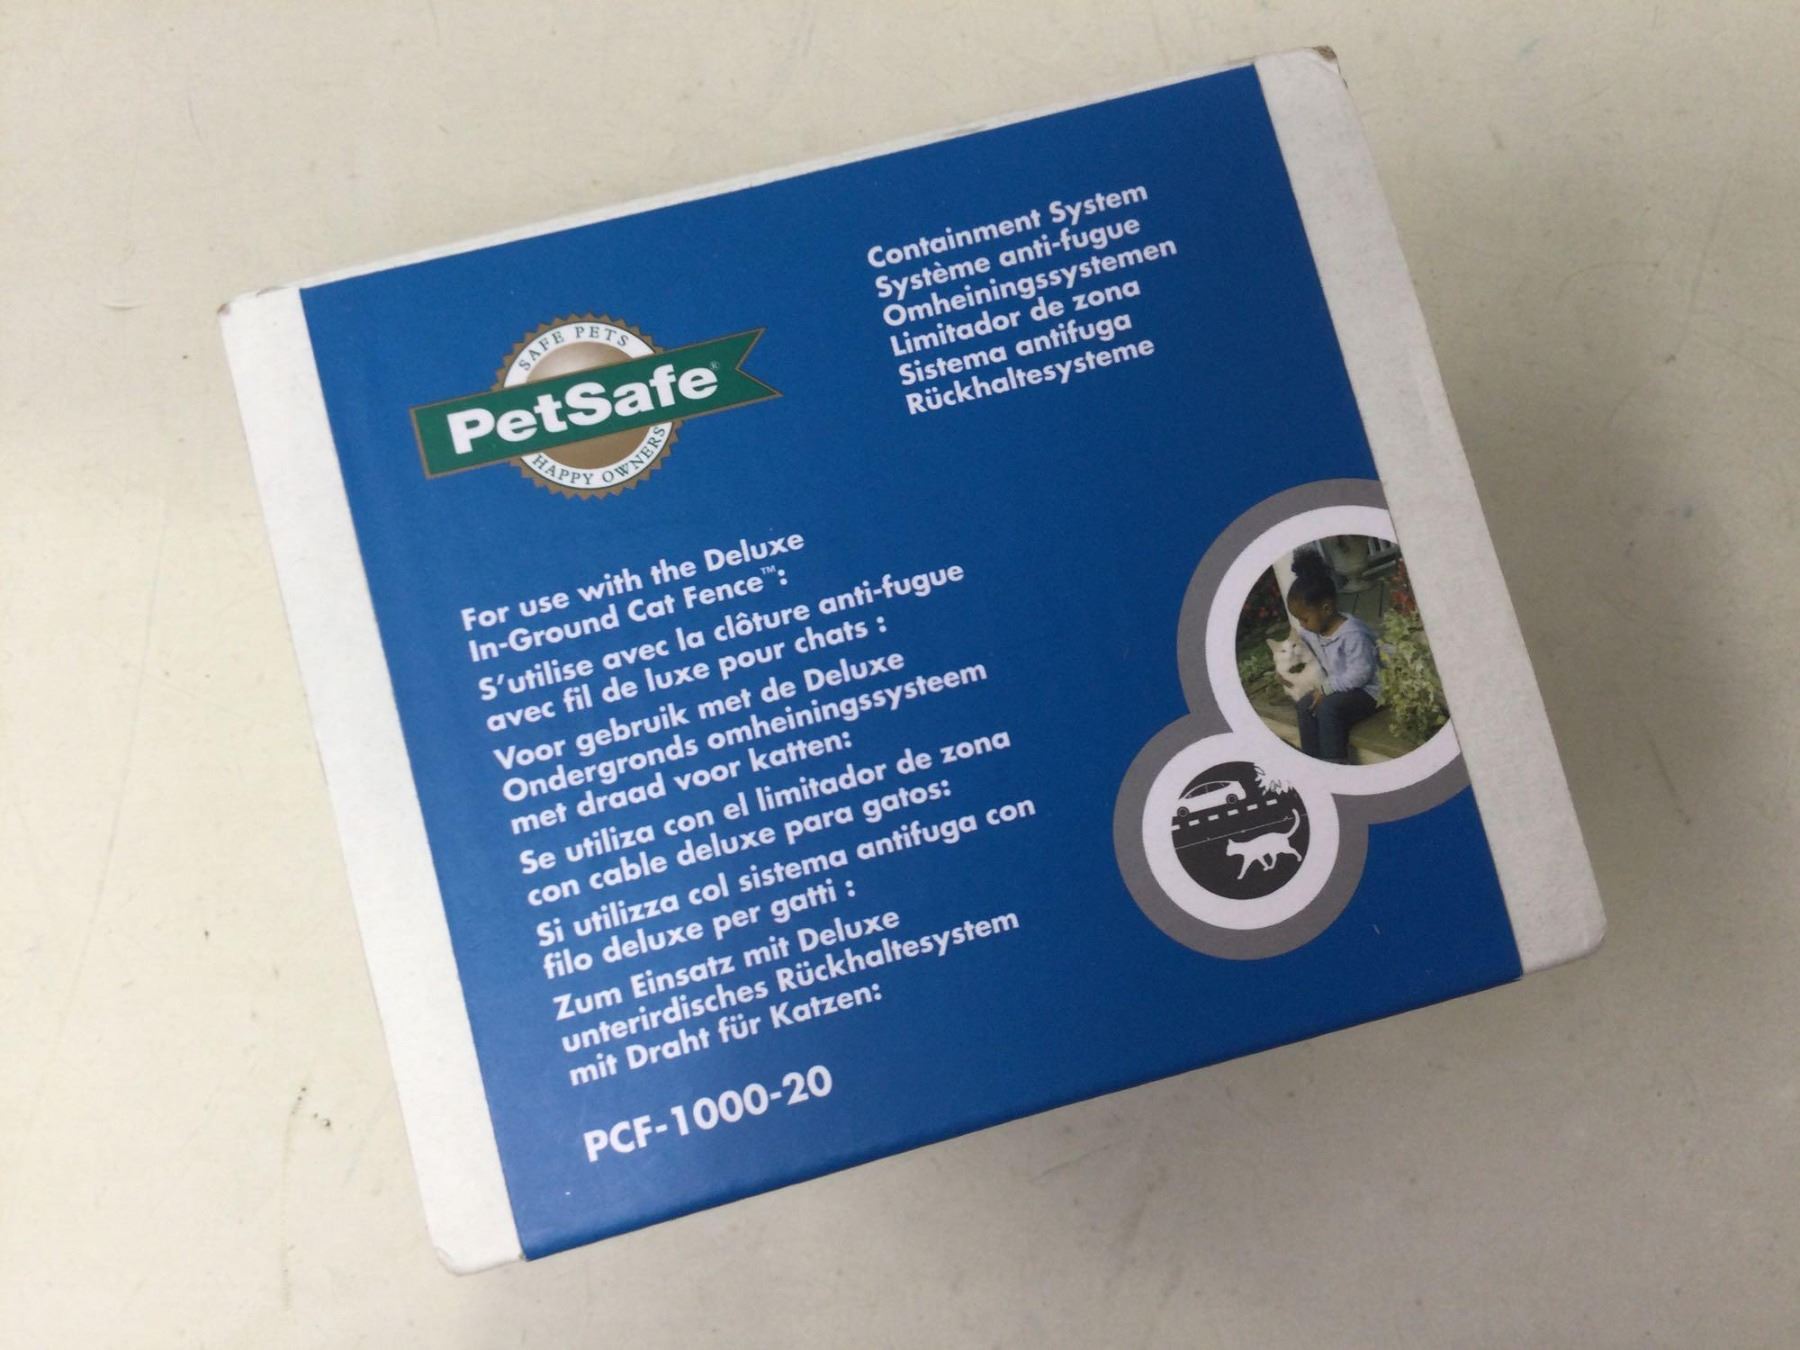 SAFE PETS
PetSafe®
HAPPY OWNERS
Containment System
Système anti-fugue
Omheiningssystemen
Limitador de zona
Sistema antifuga
Rückhaltesysteme
For use with the Deluxe
In-Ground Cat Fence™:
S'utilise avec la clôture anti-fugue
avec fil de luxe pour chats :
Voor gebruik met de Deluxe
Ondergronds omheiningssysteem
met draad voor katten:
Se utiliza con el limitador de zona
con cable deluxe para gatos:
Si utilizza col sistema antifuga con
filo deluxe per gatti :
Zum Einsatz mit Deluxe
unterirdisches Rückhaltesystem
mit Draht für Katzen:
PCF-1000-20